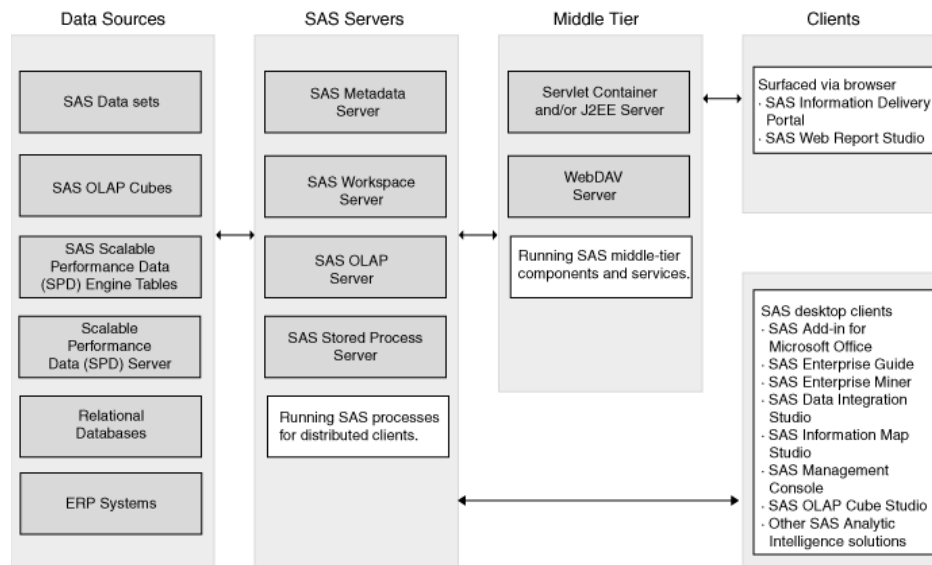 Data Sources
SAS Servers
Middle Tier
Clients
SAS Data sets
SAS OLAP Cubes
SAS Scalable
Performance Data
(SPD) Engine Tables
Scalable
Performance
Data (SPD) Server
Relational
Databases
ERP Systems
SAS Metadata
Server
SAS Workspace
Server
SAS OLAP
Server
SAS Stored Process
Server
Running SAS processes
for distributed clients.
Servlet Container
and/or J2EE Server
WebDAV
Server
Running SAS middle-tier
components and services.
Surfaced via browser
· SAS Information Delivery
Portal
· SAS Web Report Studio
SAS desktop clients
· SAS Add-in for
Microsoft Office
· SAS Enterprise Guide
· SAS Enterprise Miner
· SAS Data Integration
Studio
· SAS Information Map
Studio
· SAS Management
Console
· SAS OLAP Cube Studio
· Other SAS Analytic
Intelligence solutions